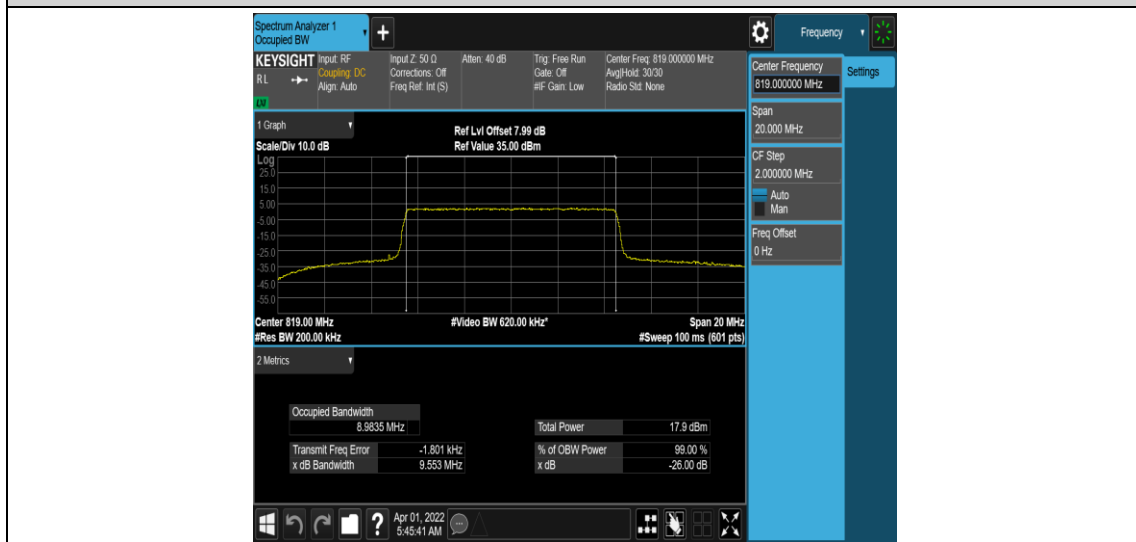 Spectrum Analyzer 1
Occupied BW
+
Frequency
KEYSIGHT
RL
LXI
Input: RF
Coupling: DC
Align: Auto
Input Z: 50 Ω
Corrections: Off
Freq Ref: Int (S)
Atten: 40 dB
Trig: Free Run
Gate: Off
#IF Gain: Low
Center Freq: 819.000000 MHz
Avg|Hold: 30/30
Radio Std: None
Center Frequency
819.000000 MHz
Settings
Span
20.000 MHz
CF Step
2.000000 MHz
Auto
Man
Freq Offset
0 Hz
1 Graph
Ref Lvl Offset 7.99 dB
Scale/Div 10.0 dB
Ref Value 35.00 dBm
Log
25.0
15.0
5.00
-5.00
-15.0
-25.0
-35.0
-45.0
-55.0
Center 819.00 MHz
#Video BW 620.00 kHz*
Span 20 MHz
#Res BW 200.00 kHz
#Sweep 100 ms (601 pts)
2 Metrics
Occupied Bandwidth
8.9835 MHz
Total Power 17.9 dBm
Transmit Freq Error -1.801 kHz
% of OBW Power 99.00 %
x dB Bandwidth 9.553 MHz
x dB -26.00 dB
?
Apr 01, 2022
5:45:41 AM